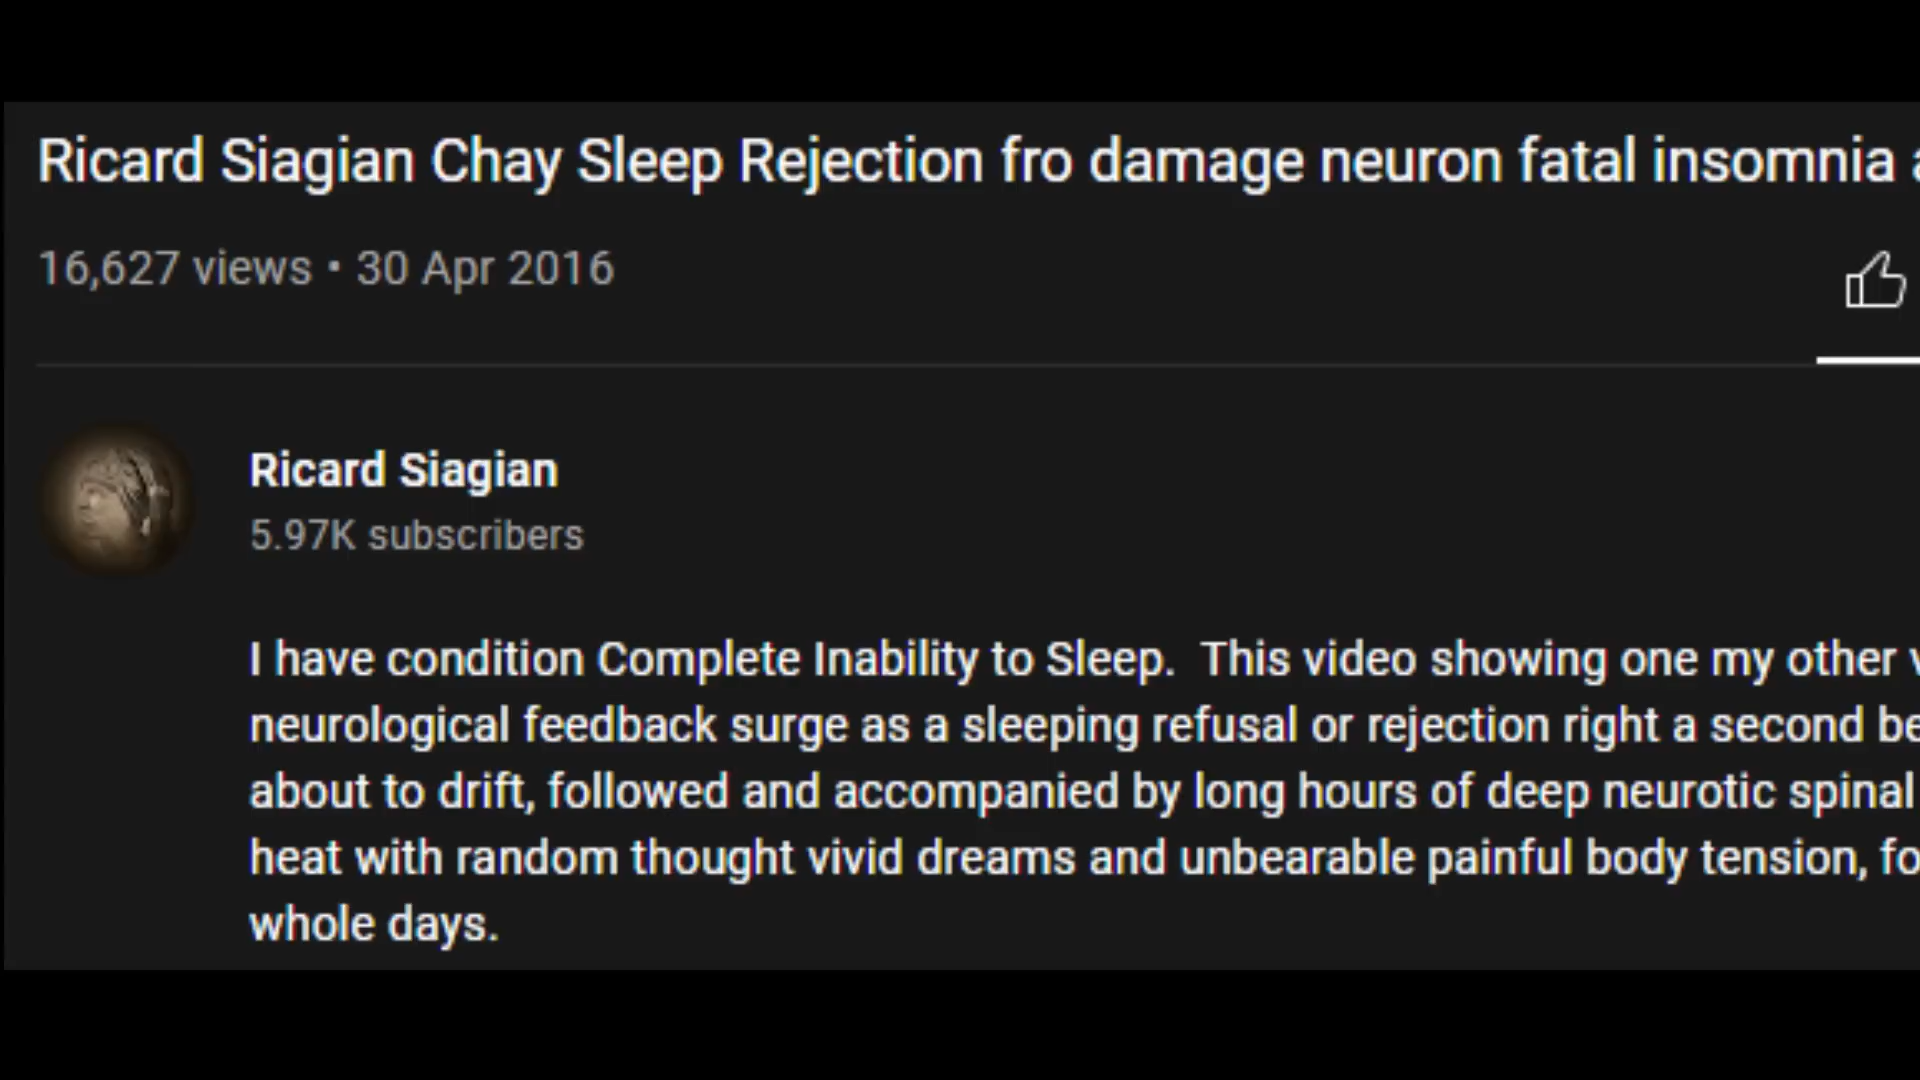 Ricard Siagian Chay Sleep Rejection fro damage neuron fatal insomnia
16,627 views • 30 Apr 2016
Ricard Siagian
5.97K subscribers
I have condition Complete Inability to Sleep.  This video showing one my other
neurological feedback surge as a sleeping refusal or rejection right a second
about to drift, followed and accompanied by long hours of deep neurotic spinal
heat with random thought vivid dreams and unbearable painful body tension,
whole days.